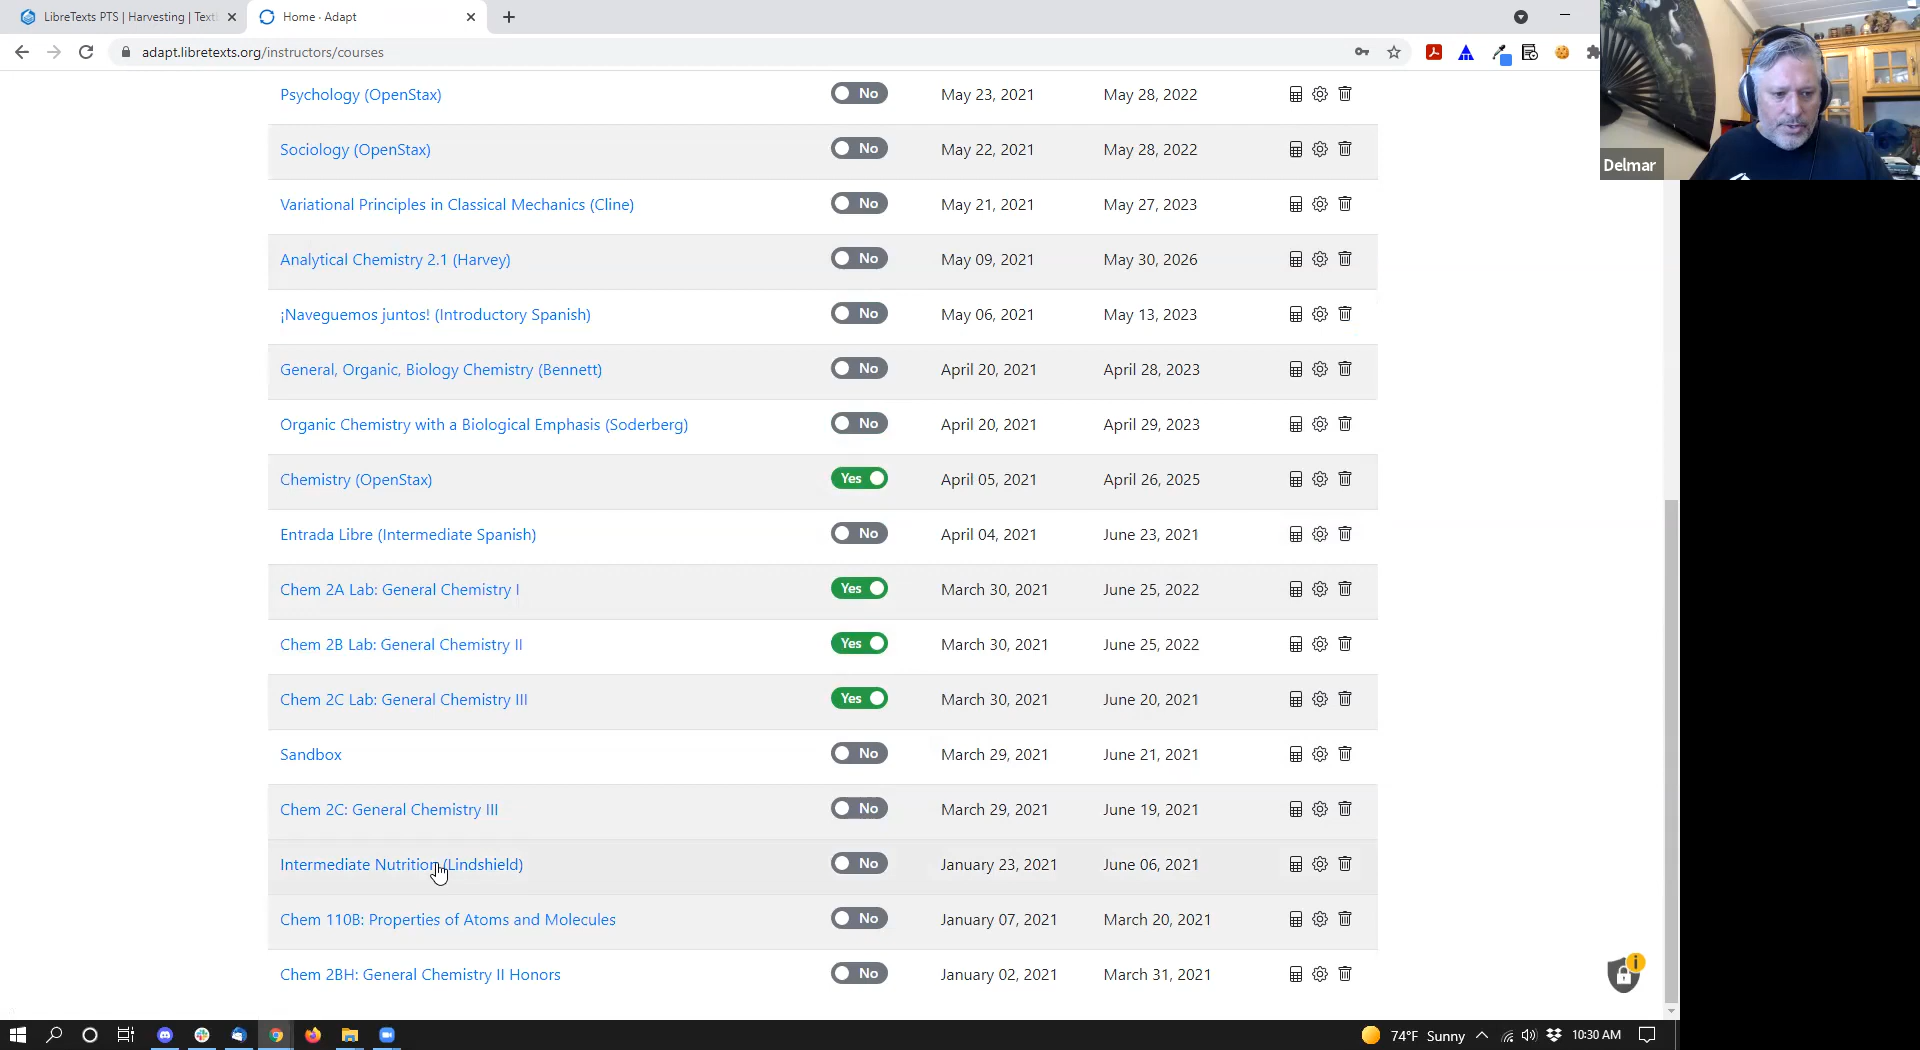 LibreTexts PTS | Harvesting | Text
Home · Adapt
adapt.libretexts.org/instructors/courses
Delmar
Psychology (OpenStax) No May 23, 2021 May 28, 2022
Sociology (OpenStax) No May 22, 2021 May 28, 2022
Variational Principles in Classical Mechanics (Cline) No May 21, 2021 May 27, 2023
Analytical Chemistry 2.1 (Harvey) No May 09, 2021 May 30, 2026
¡Naveguemos juntos! (Introductory Spanish) No May 06, 2021 May 13, 2023
General, Organic, Biology Chemistry (Bennett) No April 20, 2021 April 28, 2023
Organic Chemistry with a Biological Emphasis (Soderberg) No April 20, 2021 April 29, 2023
Chemistry (OpenStax) Yes April 05, 2021 April 26, 2025
Entrada Libre (Intermediate Spanish) No April 04, 2021 June 23, 2021
Chem 2A Lab: General Chemistry I Yes March 30, 2021 June 25, 2022
Chem 2B Lab: General Chemistry II Yes March 30, 2021 June 25, 2022
Chem 2C Lab: General Chemistry III Yes March 30, 2021 June 20, 2021
Sandbox No March 29, 2021 June 21, 2021
Chem 2C: General Chemistry III No March 29, 2021 June 19, 2021
Intermediate Nutrition (Lindshield) No January 23, 2021 June 06, 2021
Chem 110B: Properties of Atoms and Molecules No January 07, 2021 March 20, 2021
Chem 2BH: General Chemistry II Honors No January 02, 2021 March 31, 2021
74°F Sunny 10:30 AM